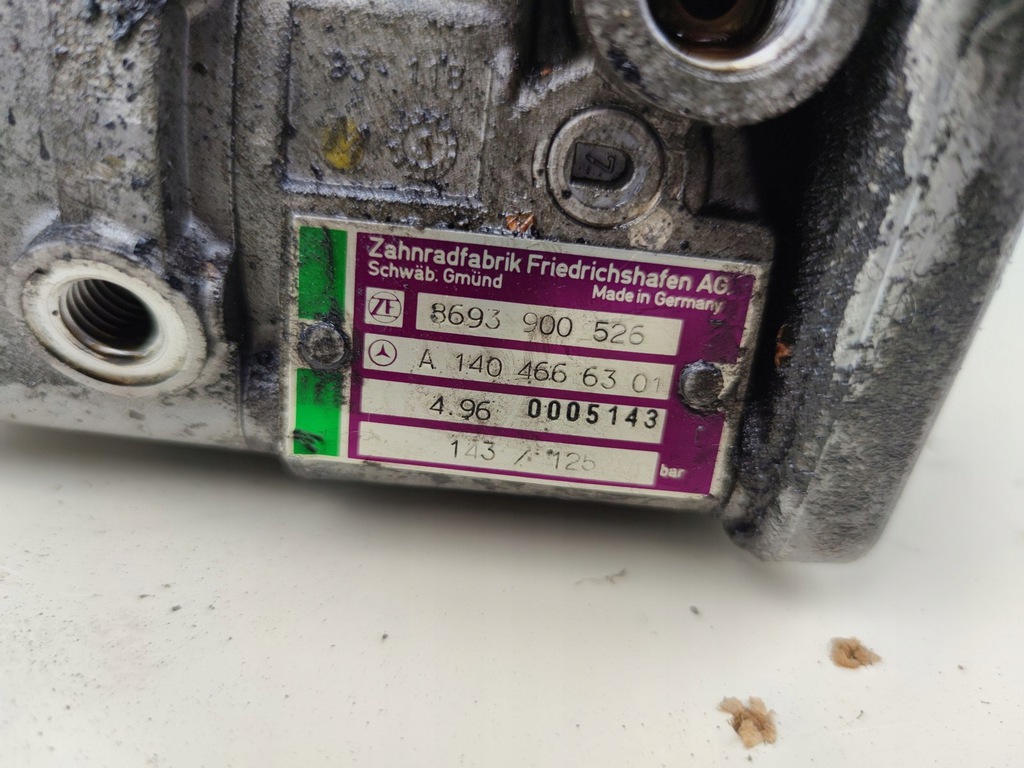 Zahnradfabrik Friedrichshafen AG.
Schwäb. Gmünd
Made in Germany
ZF 8693 900 526
A 140 466 63 01
4.96 0005143
143 / 125 bar